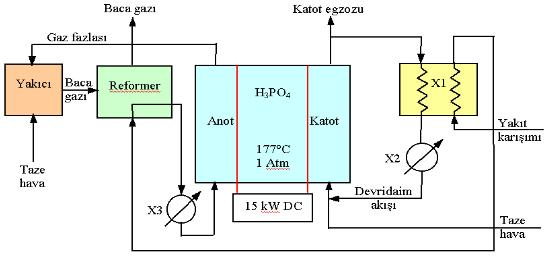 Baca gazı
Katot egzozu
Gaz fazlası
Yakıcı
Baca
gazı
Reformer
H₃PO₄
Anot
Katot
177°C
1 Atm
X1
Yakıt
karışımı
X2
Taze
hava
X3
15 kW DC
Devridaim
akışı
Taze
hava